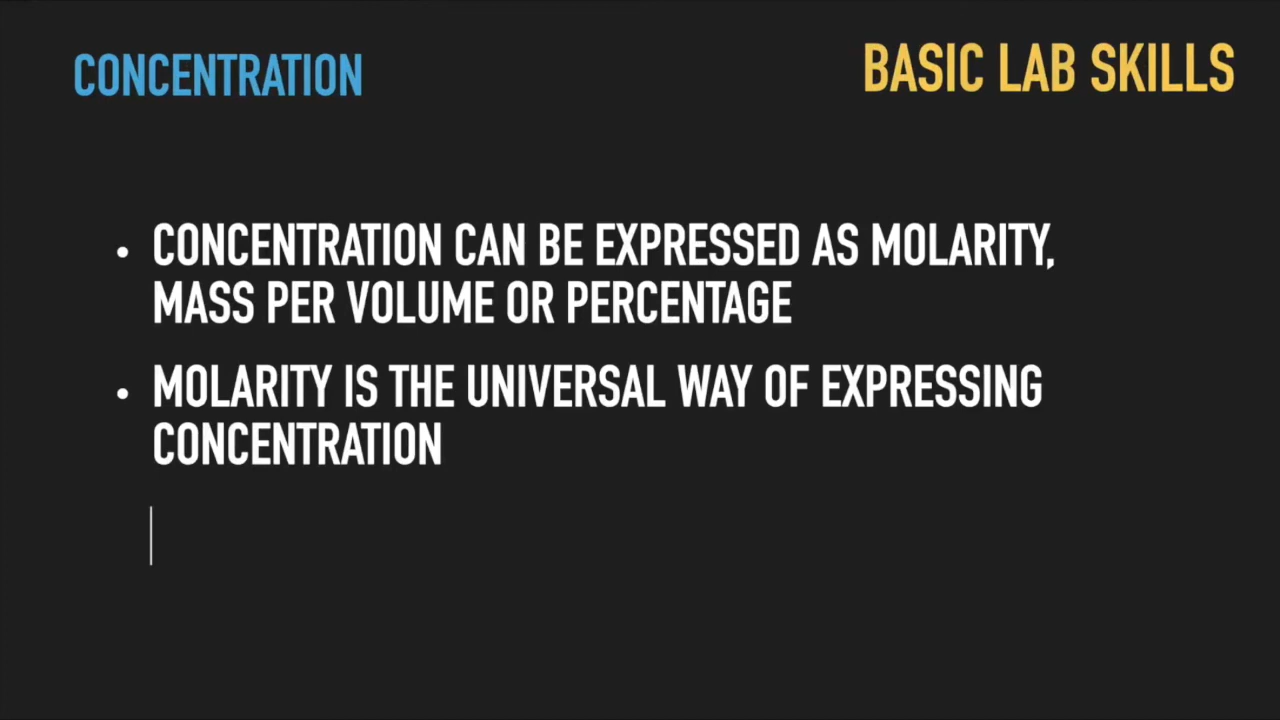 CONCENTRATION
BASIC LAB SKILLS
• CONCENTRATION CAN BE EXPRESSED AS MOLARITY,
MASS PER VOLUME OR PERCENTAGE
• MOLARITY IS THE UNIVERSAL WAY OF EXPRESSING
CONCENTRATION